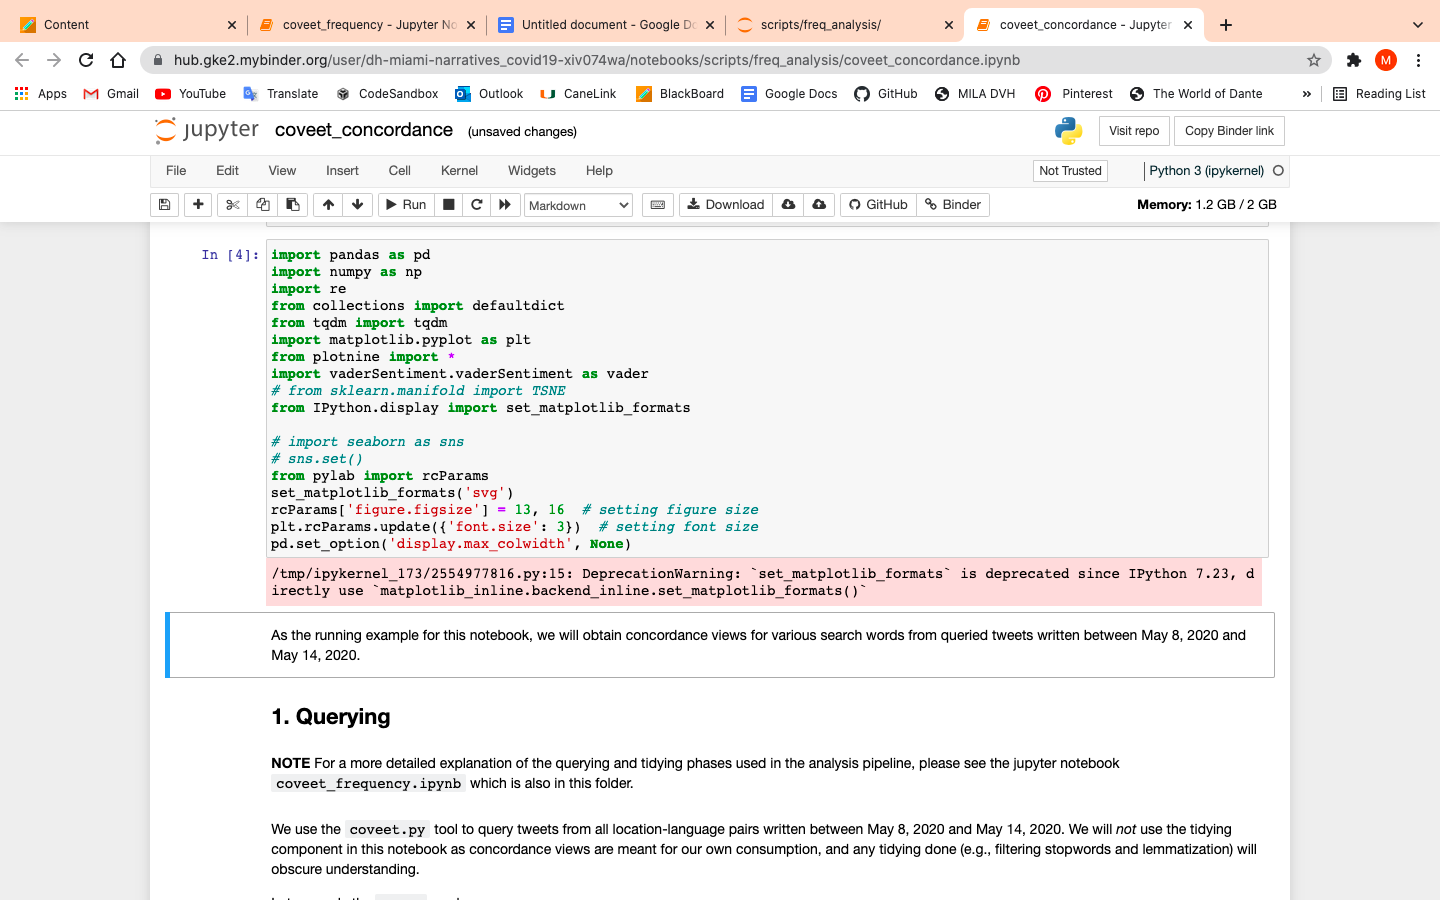 Content
coveet_frequency - Jupyter No
Untitled document - Google Do
scripts/freq_analysis/
coveet_concordance - Jupyter
hub.gke2.mybinder.org/user/dh-miami-narratives_covid19-xiv074wa/notebooks/scripts/freq_analysis/coveet_concordance.ipynb
M
Apps Gmail YouTube Translate CodeSandbox Outlook CaneLink BlackBoard Google Docs GitHub MILA DVH Pinterest The World of Dante » Reading List
jupyter coveet_concordance (unsaved changes) Visit repo Copy Binder link
File Edit View Insert Cell Kernel Widgets Help Not Trusted Python 3 (ipykernel)
Run Markdown Download GitHub Binder Memory: 1.2 GB / 2 GB
In [4]:
import pandas as pd
import numpy as np
import re
from collections import defaultdict
from tqdm import tqdm
import matplotlib.pyplot as plt
from plotnine import *
import vaderSentiment.vaderSentiment as vader
# from sklearn.manifold import TSNE
from IPython.display import set_matplotlib_formats
# import seaborn as sns
# sns.set()
from pylab import rcParams
set_matplotlib_formats('svg')
rcParams['figure.figsize'] = 13, 16  # setting figure size
plt.rcParams.update({'font.size': 3})  # setting font size
pd.set_option('display.max_colwidth', None)
/tmp/ipykernel_173/2554977816.py:15: DeprecationWarning: `set_matplotlib_formats` is deprecated since IPython 7.23, d
irectly use `matplotlib_inline.backend_inline.set_matplotlib_formats()`
As the running example for this notebook, we will obtain concordance views for various search words from queried tweets written between May 8, 2020 and
May 14, 2020.
1. Querying
NOTE For a more detailed explanation of the querying and tidying phases used in the analysis pipeline, please see the jupyter notebook
coveet_frequency.ipynb which is also in this folder.
We use the coveet.py tool to query tweets from all location-language pairs written between May 8, 2020 and May 14, 2020. We will not use the tidying
component in this notebook as concordance views are meant for our own consumption, and any tidying done (e.g., filtering stopwords and lemmatization) will
obscure understanding.